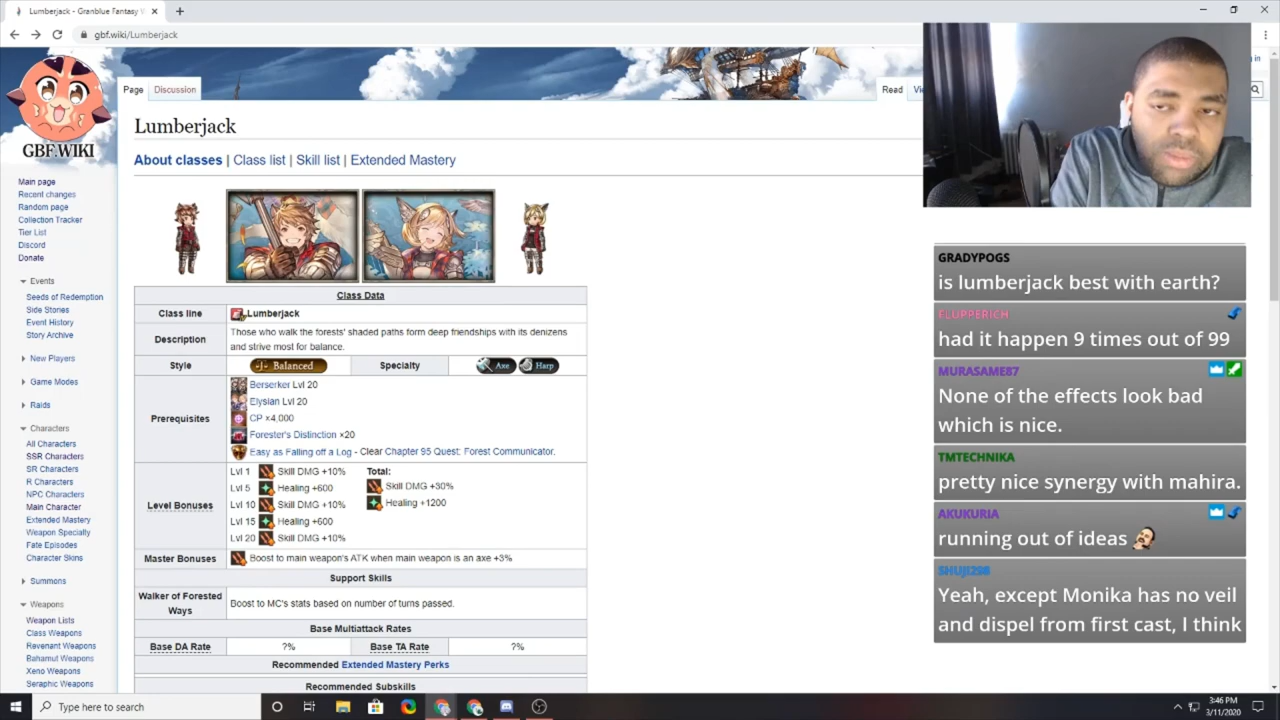 Lumberjack - Granblue Fantasy
gbf.wiki/Lumberjack
Page
Discussion
Read
GBF.WIKI
Main page
Recent changes
Random page
Collection Tracker
Tier List
Discord
Donate
Events
Seeds of Redemption
Side Stories
Event History
Story Archive
New Players
Game Modes
Raids
Characters
All Characters
SSR Characters
SR Characters
R Characters
NPC Characters
Main Character
Extended Mastery
Weapon Specialty
Fate Episodes
Character Skins
Summons
Weapons
Weapon Lists
Class Weapons
Revenant Weapons
Bahamut Weapons
Xeno Weapons
Seraphic Weapons
Lumberjack
About classes | Class list | Skill list | Extended Mastery
Class Data
Class line Lumberjack
Description Those who walk the forests' shaded paths form deep friendships with its denizens
and strive most for balance.
Style Balanced Specialty Axe Harp
Prerequisites
Berserker Lvl 20
Elysian Lvl 20
CP ×4,000
Forester's Distinction ×20
Easy as Falling off a Log - Clear Chapter 95 Quest: Forest Communicator.
Level Bonuses
Lvl 1 Skill DMG +10%
Lvl 5 Healing +600
Lvl 10 Skill DMG +10%
Lvl 15 Healing +600
Lvl 20 Skill DMG +10%
Total:
Skill DMG +30%
Healing +1200
Master Bonuses Boost to main weapon's ATK when main weapon is an axe +3%
Support Skills
Walker of Forested
Ways
Boost to MC's stats based on number of turns passed.
Base Multiattack Rates
Base DA Rate ?% Base TA Rate ?%
Recommended Extended Mastery Perks
Recommended Subskills
GRADYPOGS
is lumberjack best with earth?
FLUPPERICH
had it happen 9 times out of 99
MURASAME87
None of the effects look bad
which is nice.
TMTECHNIKA
pretty nice synergy with mahira.
AKUKURIA
running out of ideas
SHUJI298
Yeah, except Monika has no veil
and dispel from first cast, I think
Type here to search
3:46 PM
3/11/2020